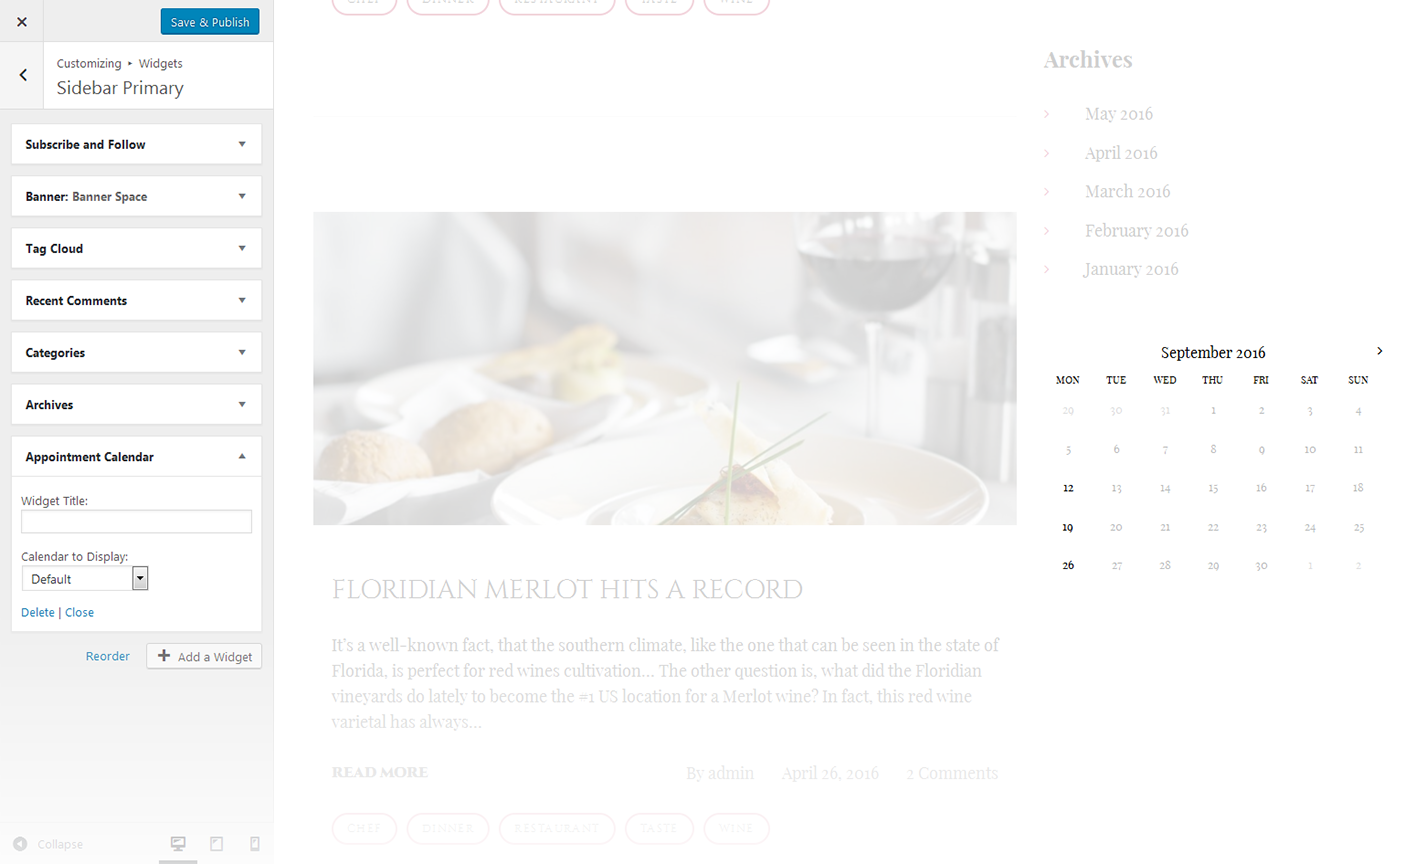 Save & Publish
Customizing ▸ Widgets
Sidebar Primary
Subscribe and Follow
Banner: Banner Space
Tag Cloud
Recent Comments
Categories
Archives
Appointment Calendar
Widget Title:
Calendar to Display:
Default
Delete | Close
Reorder
Add a Widget
Collapse
CHEF DINNER RESTAURANT TASTE WINE
FLORIDIAN MERLOT HITS A RECORD
It's a well-known fact, that the southern climate, like the one that can be seen in the state of
Florida, is perfect for red wines cultivation... The other question is, what did the Floridian
vineyards do lately to become the #1 US location for a Merlot wine? In fact, this red wine
varietal has always...
READ MORE By admin April 26, 2016 2 Comments
CHEF DINNER RESTAURANT TASTE WINE
Archives
May 2016
April 2016
March 2016
February 2016
January 2016
September 2016
MON TUE WED THU FRI SAT SUN
29 30 31 1 2 3 4
5 6 7 8 9 10 11
12 13 14 15 16 17 18
19 20 21 22 23 24 25
26 27 28 29 30 1 2